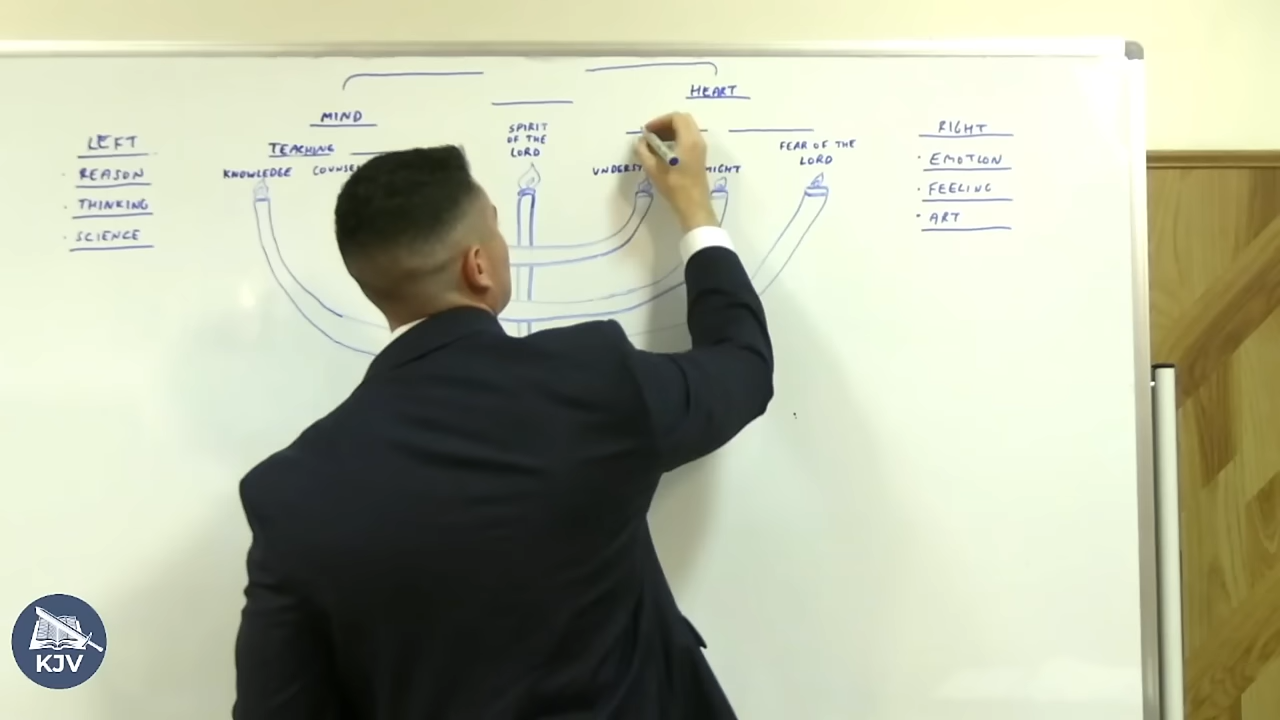 HEART
MIND
LEFT
REASON
THINKING
SCIENCE
TEACHING
KNOWLEDGE
SPIRIT
OF THE
LORD
MIGHT
FEAR OF THE
LORD
RIGHT
EMOTION
FEELING
ART
KJV